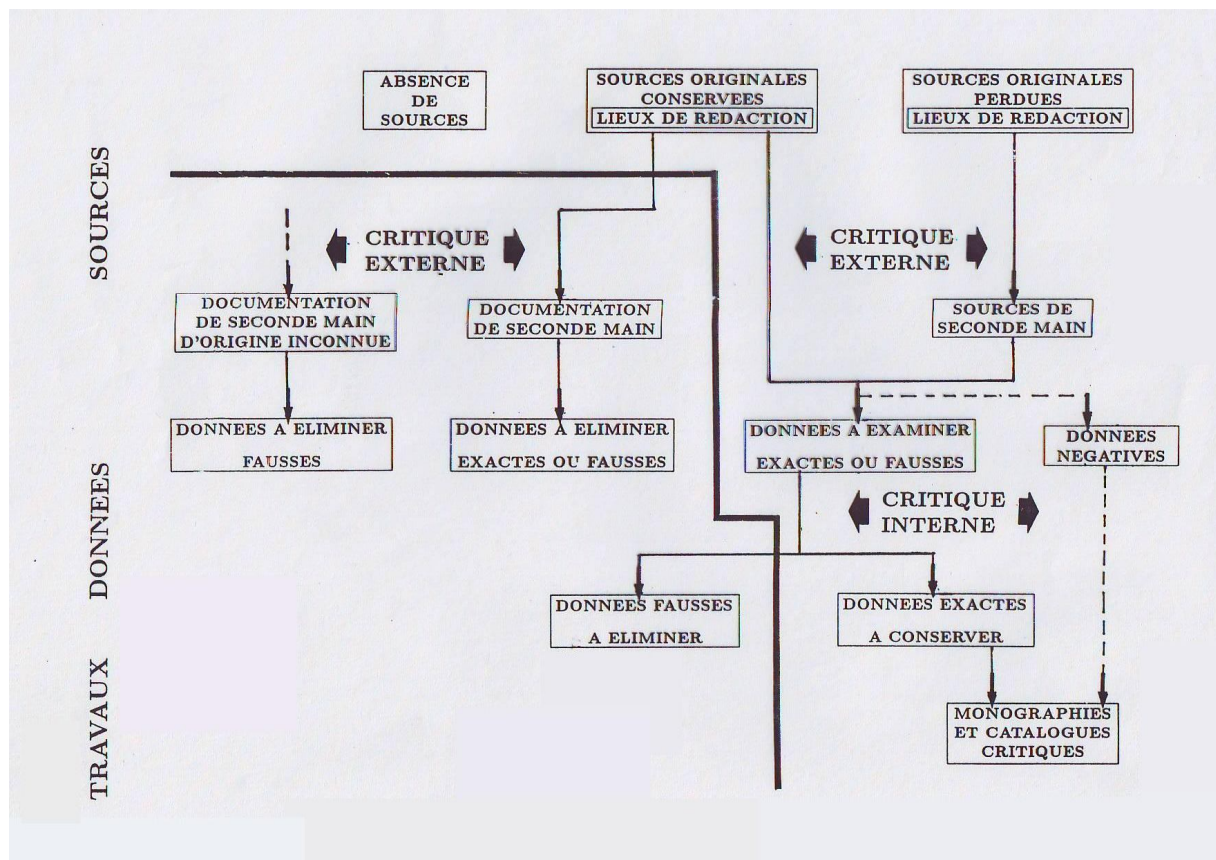 ABSENCE
DE
SOURCES
SOURCES ORIGINALES
CONSERVEES
LIEUX DE REDACTION
SOURCES ORIGINALES
PERDUES
LIEUX DE REDACTION
SOURCES
CRITIQUE
EXTERNE
CRITIQUE
EXTERNE
DOCUMENTATION
DE SECONDE MAIN
D'ORIGINE INCONNUE
DOCUMENTATION
DE SECONDE MAIN
SOURCES DE
SECONDE MAIN
DONNEES
DONNEES A ELIMINER
FAUSSES
DONNEES A ELIMINER
EXACTES OU FAUSSES
DONNEES A EXAMINER
EXACTES OU FAUSSES
DONNEES
NEGATIVES
CRITIQUE
INTERNE
DONNEES FAUSSES
A ELIMINER
DONNEES EXACTES
A CONSERVER
TRAVAUX
MONOGRAPHIES
ET CATALOGUES
CRITIQUES